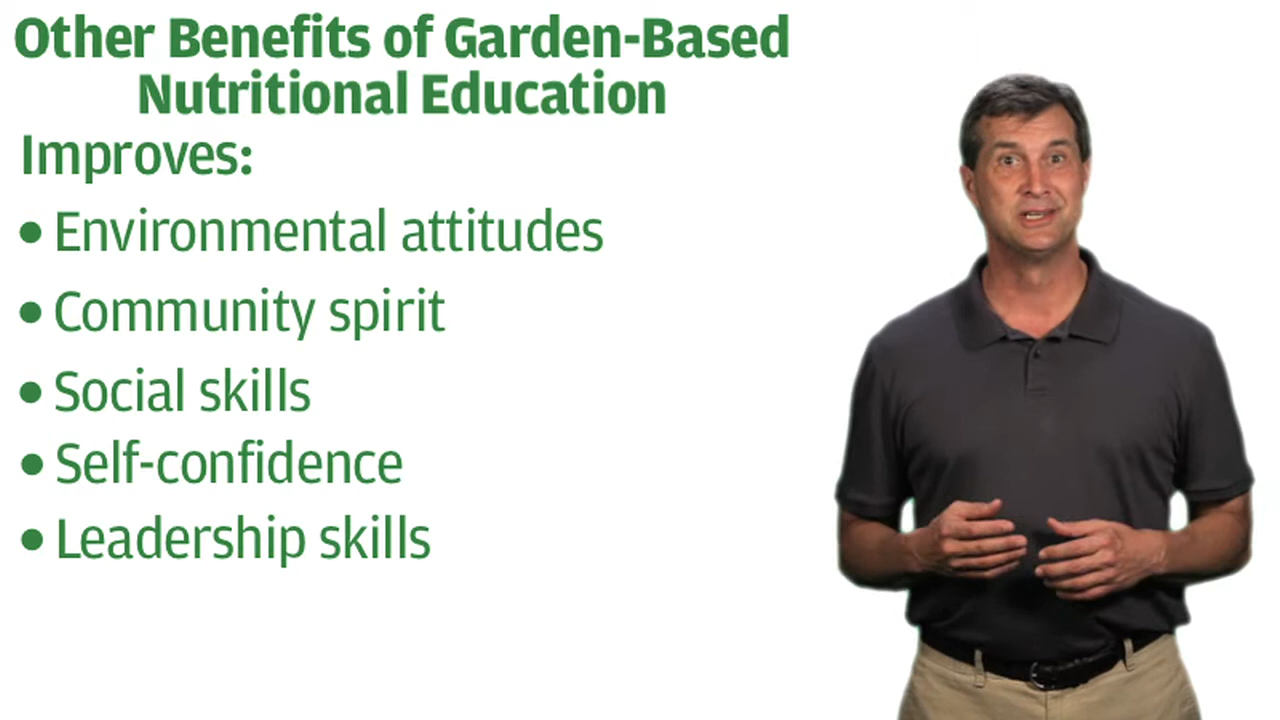 Other Benefits of Garden-Based
Nutritional Education
Improves:
• Environmental attitudes
• Community spirit
• Social skills
• Self-confidence
• Leadership skills